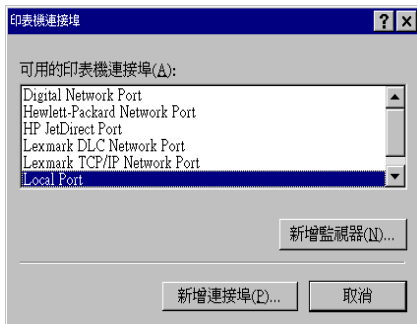 印表機連接埠
可用的印表機連接埠(A):
Digital Network Port
Hewlett-Packard Network Port
HP JetDirect Port
Lexmark DLC Network Port
Lexmark TCP/IP Network Port
Local Port
新增監視器(N)...
新增連接埠(P)...
取消